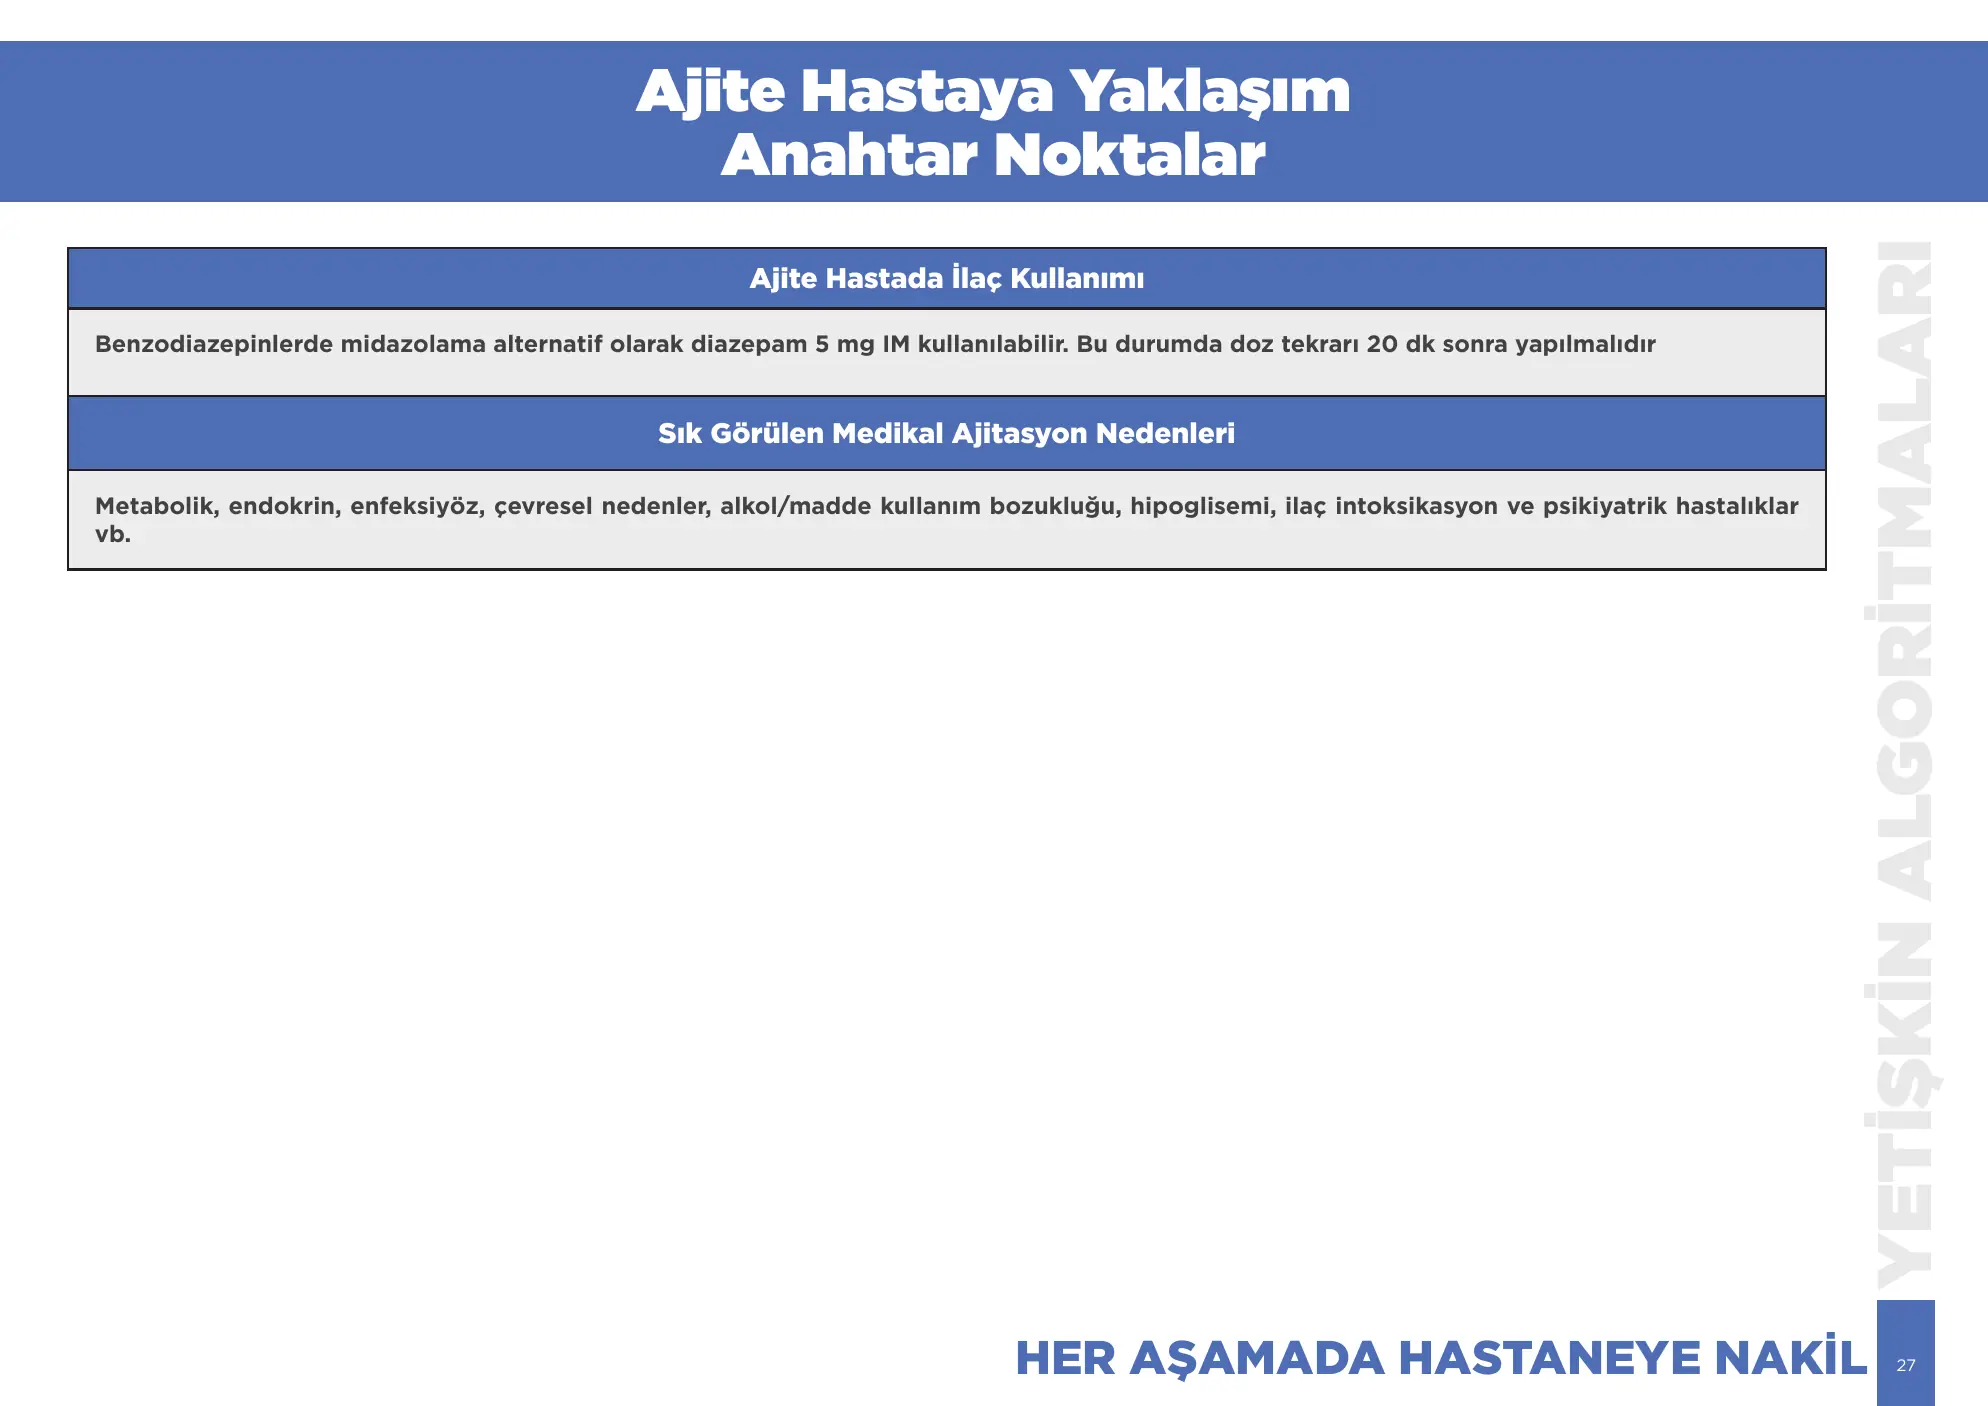 Ajite Hastaya Yaklaşım
Anahtar Noktalar
Ajite Hastada İlaç Kullanımı
Benzodiazepinlerde midazolama alternatif olarak diazepam 5 mg IM kullanılabilir. Bu durumda doz tekrarı 20 dk sonra yapılmalıdır
Sık Görülen Medikal Ajitasyon Nedenleri
Metabolik, endokrin, enfeksiyöz, çevresel nedenler, alkol/madde kullanım bozukluğu, hipoglisemi, ilaç intoksikasyon ve psikiyatrik hastalıklar
vb.
YETİŞKİN ALGORİTMALARI
HER AŞAMADA HASTANEYE NAKİL
27